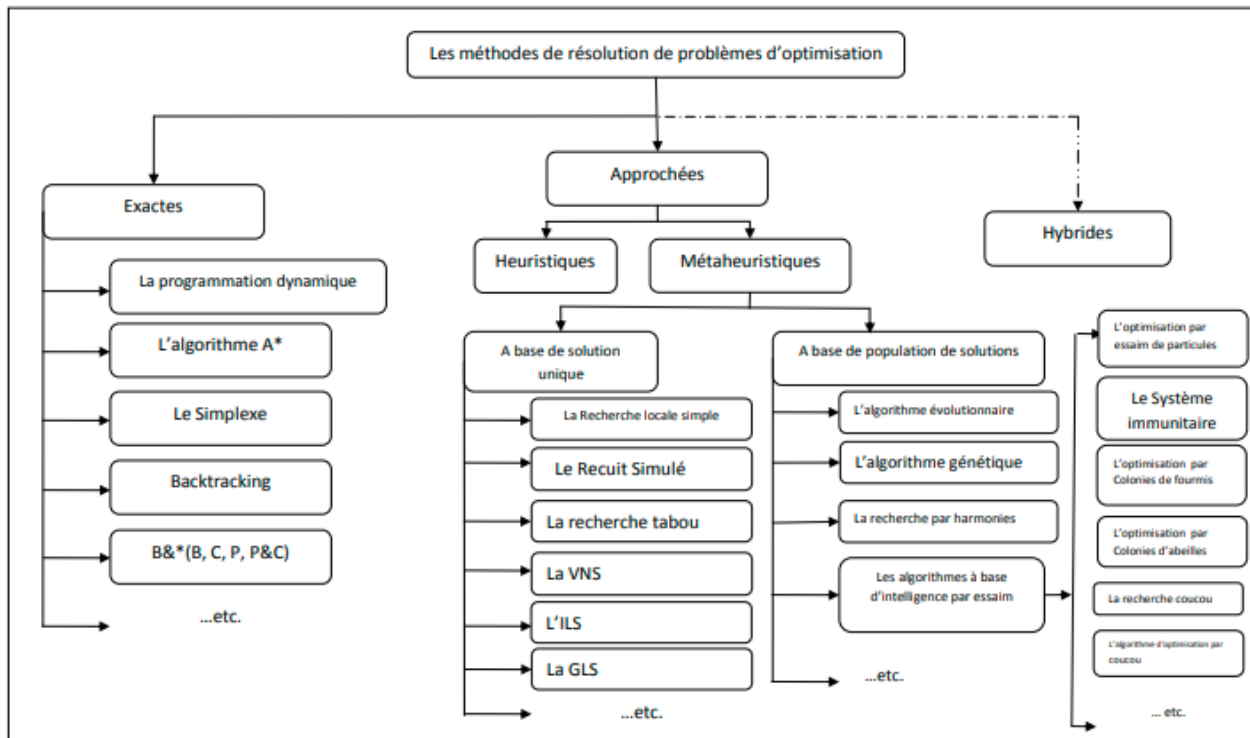 Les méthodes de résolution de problèmes d'optimisation
Approchées
Exactes
Hybrides
Heuristiques
Métaheuristiques
La programmation dynamique
L'algorithme A*
Le Simplexe
Backtracking
B&*(B, C, P, P&C)
...etc.
A base de solution
unique
La Recherche locale simple
Le Recuit Simulé
La recherche tabou
La VNS
L'ILS
La GLS
...etc.
A base de population de solutions
L'algorithme évolutionnaire
L'algorithme génétique
La recherche par harmonies
Les algorithmes à base
d'intelligence par essaim
...etc.
L'optimisation par
essaim de particules
Le Système
immunitaire
L'optimisation par
Colonies de fourmis
L'optimisation par
Colonies d'abeilles
La recherche coucou
L'algorithme d'optimisation par
coucou
... etc.